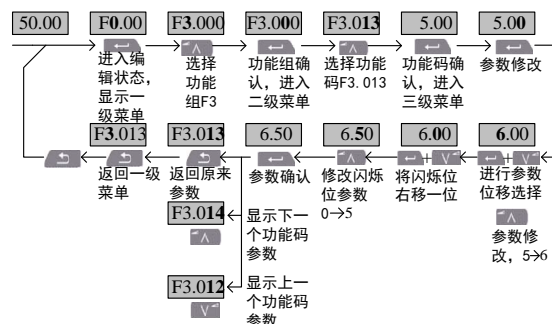 50.00
F0.00
F3.000
F3.000
F3.013
5.00
5.00
进入编
辑状态,
显示一
级菜单
选择
功能
组F3
功能组确
认，进入
二级菜单
选择功能
码F3.013
功能码确
认，进入
三级菜单
参数修改
F3.013
F3.013
6.50
6.50
6.00
6.00
返回一级
菜单
返回原来
参数
参数确认
修改闪烁
位参数
0→5
+
将闪烁位
右移一位
+
进行参数
位移选择
参数修
改，5→6
F3.014
显示下一
个功能码
参数
F3.012
显示上一
个功能码
参数